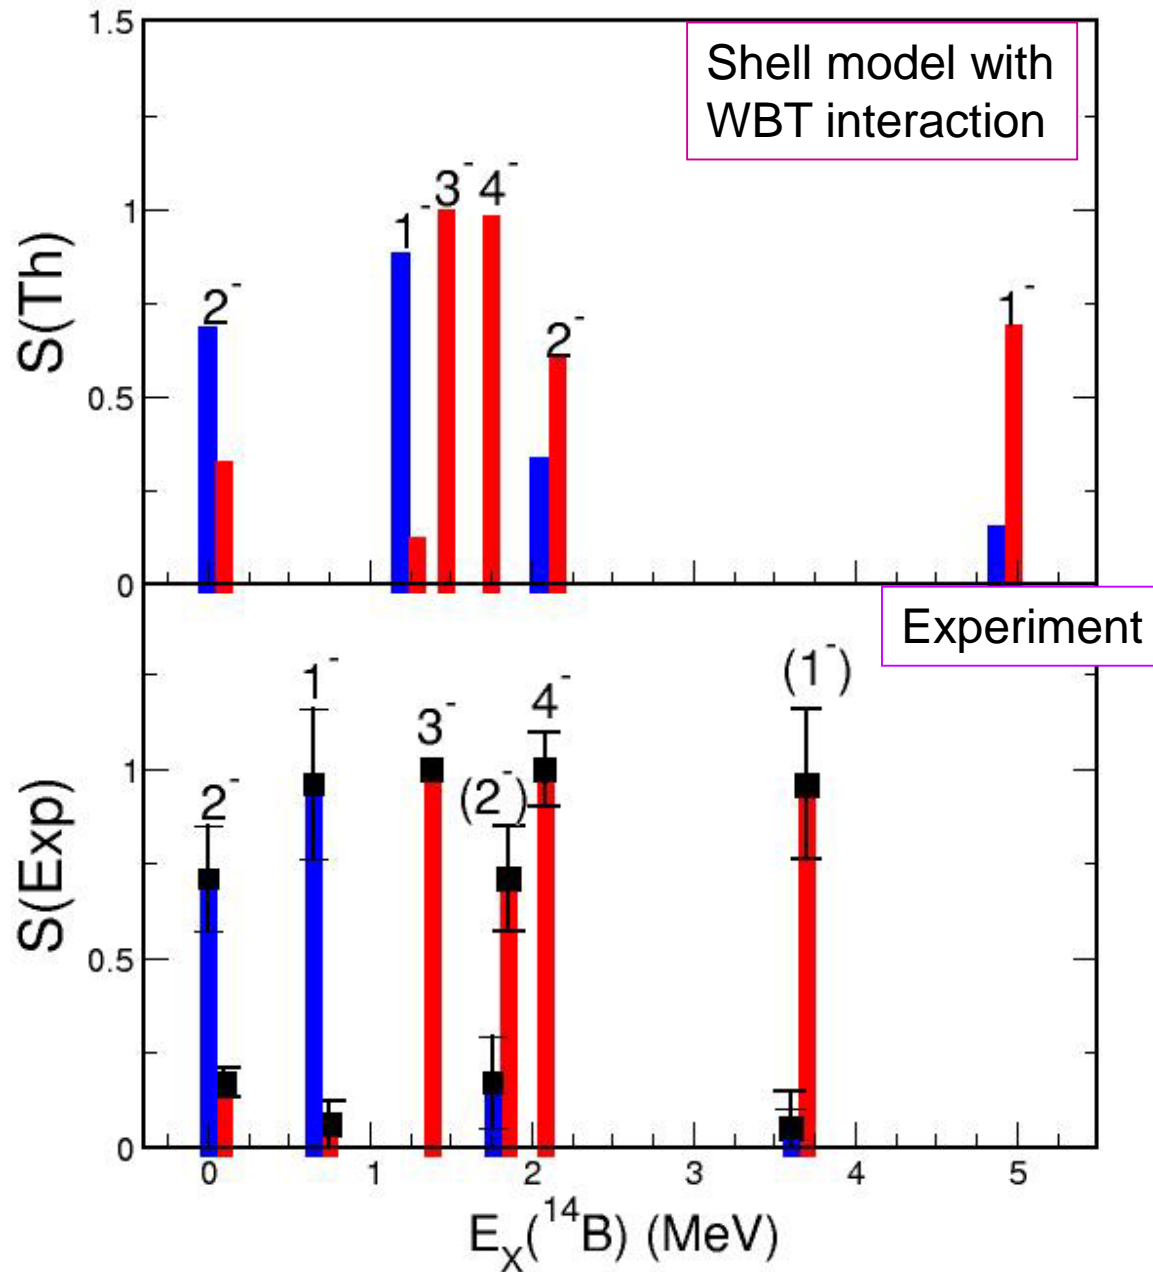 1.5
Shell model with
WBT interaction
3⁻ 4⁻
1⁻
1
2⁻
1⁻
2⁻
S(Th)
0.5
0
Experiment
(1⁻)
1⁻
4⁻
3⁻
1
2⁻
(2⁻)
S(Exp)
0.5
0
0 1 2 3 4 5
E_X(¹⁴B) (MeV)